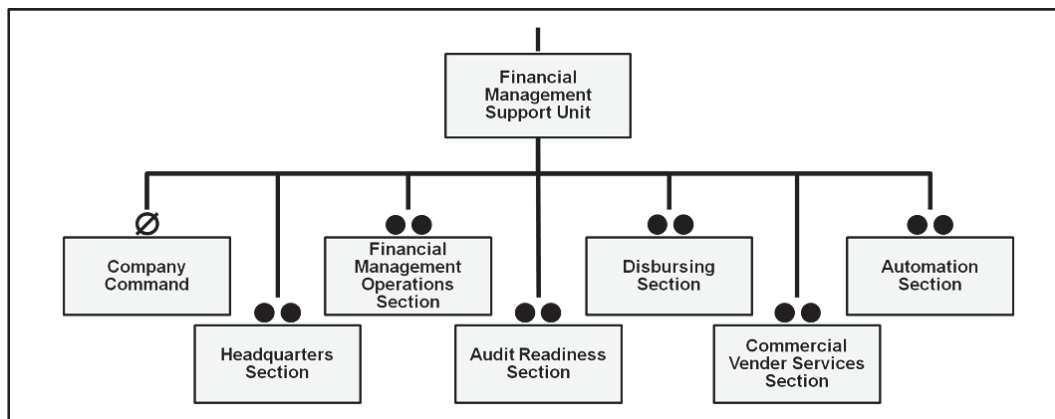 Financial
Management
Support Unit
Company
Command
Financial
Management
Operations
Section
Disbursing
Section
Automation
Section
Headquarters
Section
Audit Readiness
Section
Commercial
Vender Services
Section